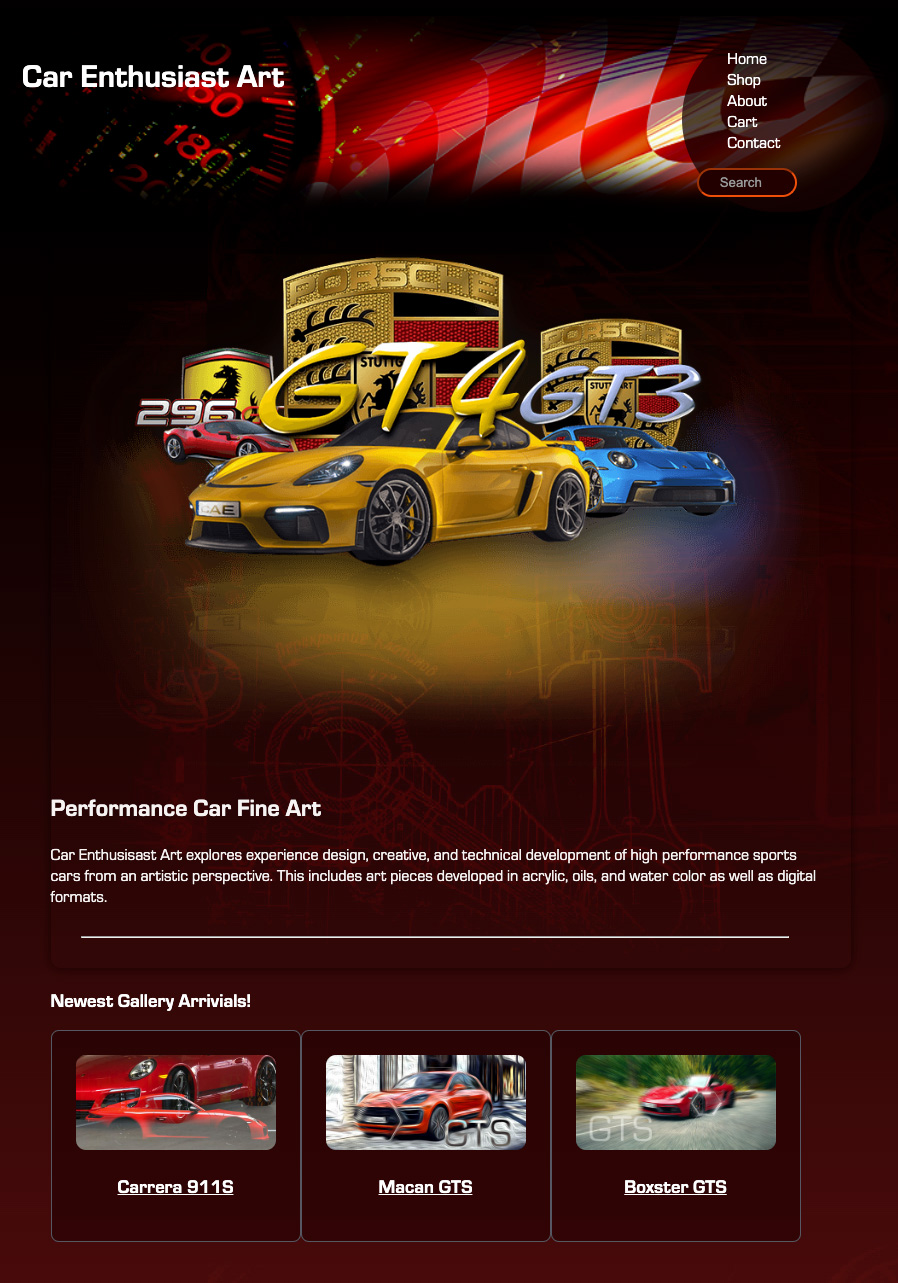 Car Enthusiast Art
Home
Shop
About
Cart
Contact
Search
180
PORSCHE
PORSCHE
296
GT4
GT3
STUTTGART
CAE
Performance Car Fine Art
Car Enthusisast Art explores experience design, creative, and technical development of high performance sports
cars from an artistic perspective. This includes art pieces developed in acrylic, oils, and water color as well as digital
formats.
Newest Gallery Arrivials!
GTS
GTS
Carrera 911S
Macan GTS
Boxster GTS